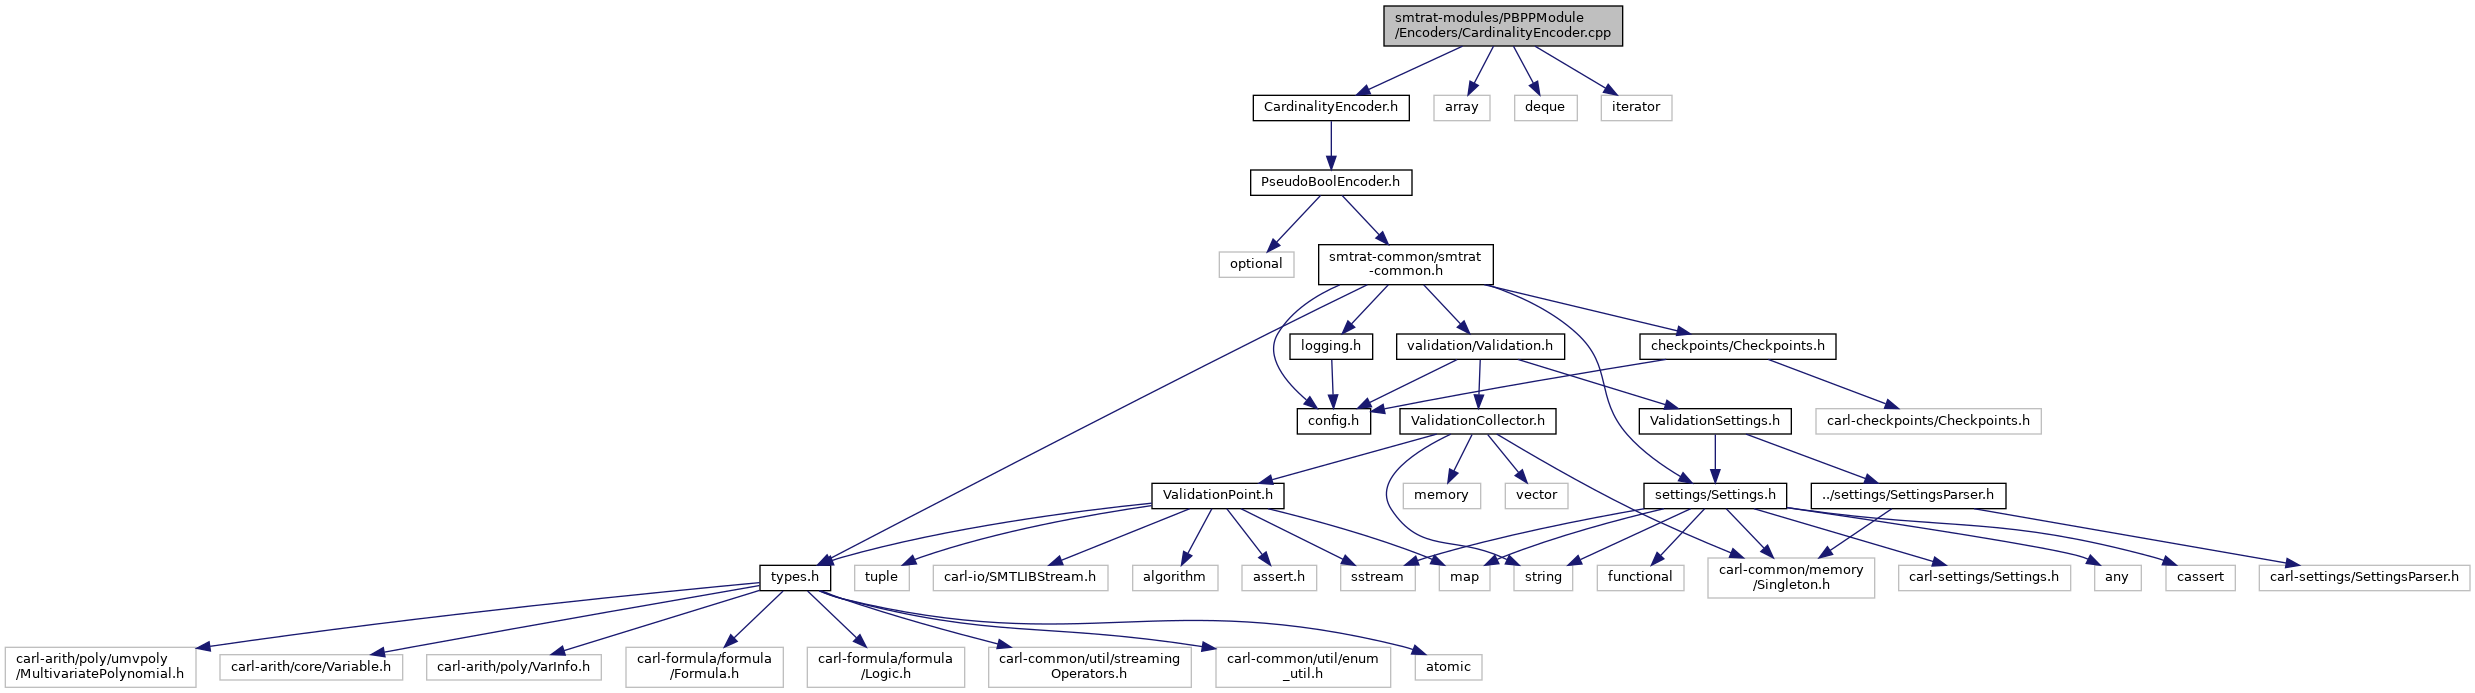 smtrat-modules/PBPPModule
/Encoders/CardinalityEncoder.cpp
CardinalityEncoder.h
array
deque
iterator
PseudoBoolEncoder.h
optional
smtrat-common/smtrat
-common.h
logging.h
validation/Validation.h
checkpoints/Checkpoints.h
config.h
ValidationCollector.h
ValidationSettings.h
carl-checkpoints/Checkpoints.h
ValidationPoint.h
memory
vector
settings/Settings.h
../settings/SettingsParser.h
types.h
tuple
carl-io/SMTLIBStream.h
algorithm
assert.h
sstream
map
string
functional
carl-common/memory
/Singleton.h
carl-settings/Settings.h
any
cassert
carl-settings/SettingsParser.h
carl-arith/poly/umvpoly
/MultivariatePolynomial.h
carl-arith/core/Variable.h
carl-arith/poly/VarInfo.h
carl-formula/formula
/Formula.h
carl-formula/formula
/Logic.h
carl-common/util/streaming
Operators.h
carl-common/util/enum
_util.h
atomic